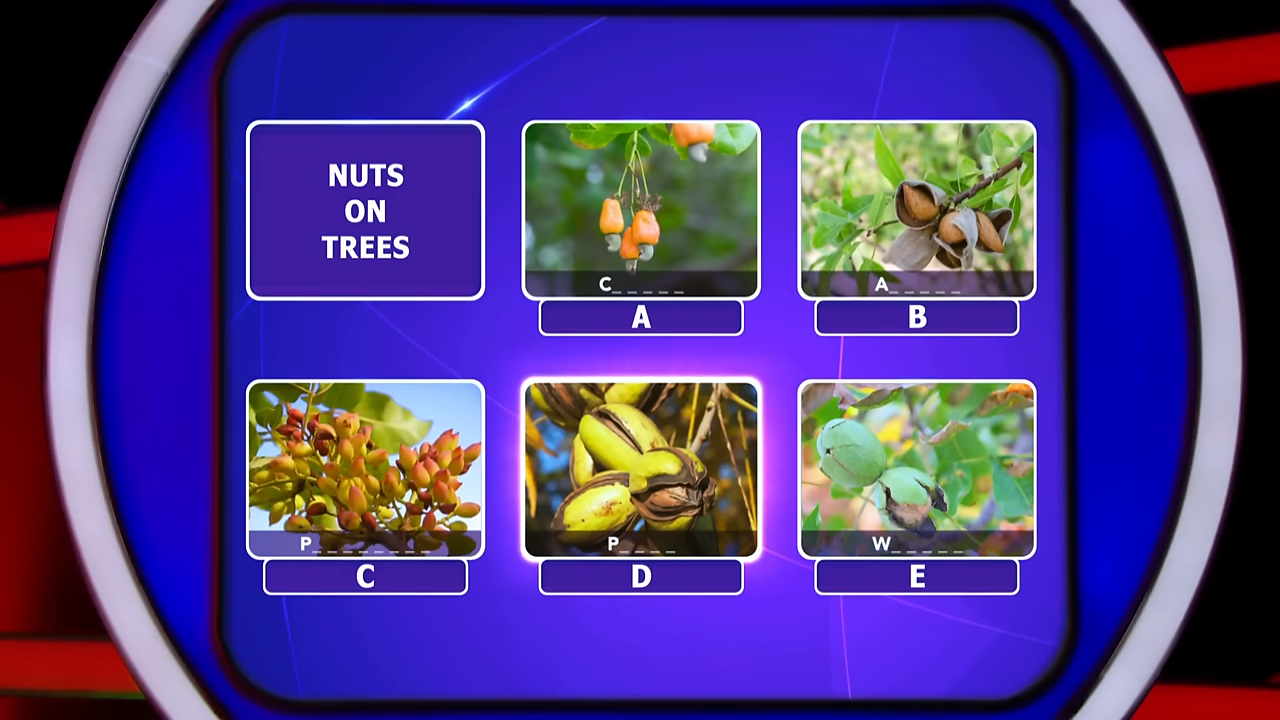 NUTS
ON
TREES
C_ _ _ _ _
A
A_ _ _ _ _
B
P_ _ _ _ _ _ _ _
C
P_ _ _ _
D
W_ _ _ _ _
E